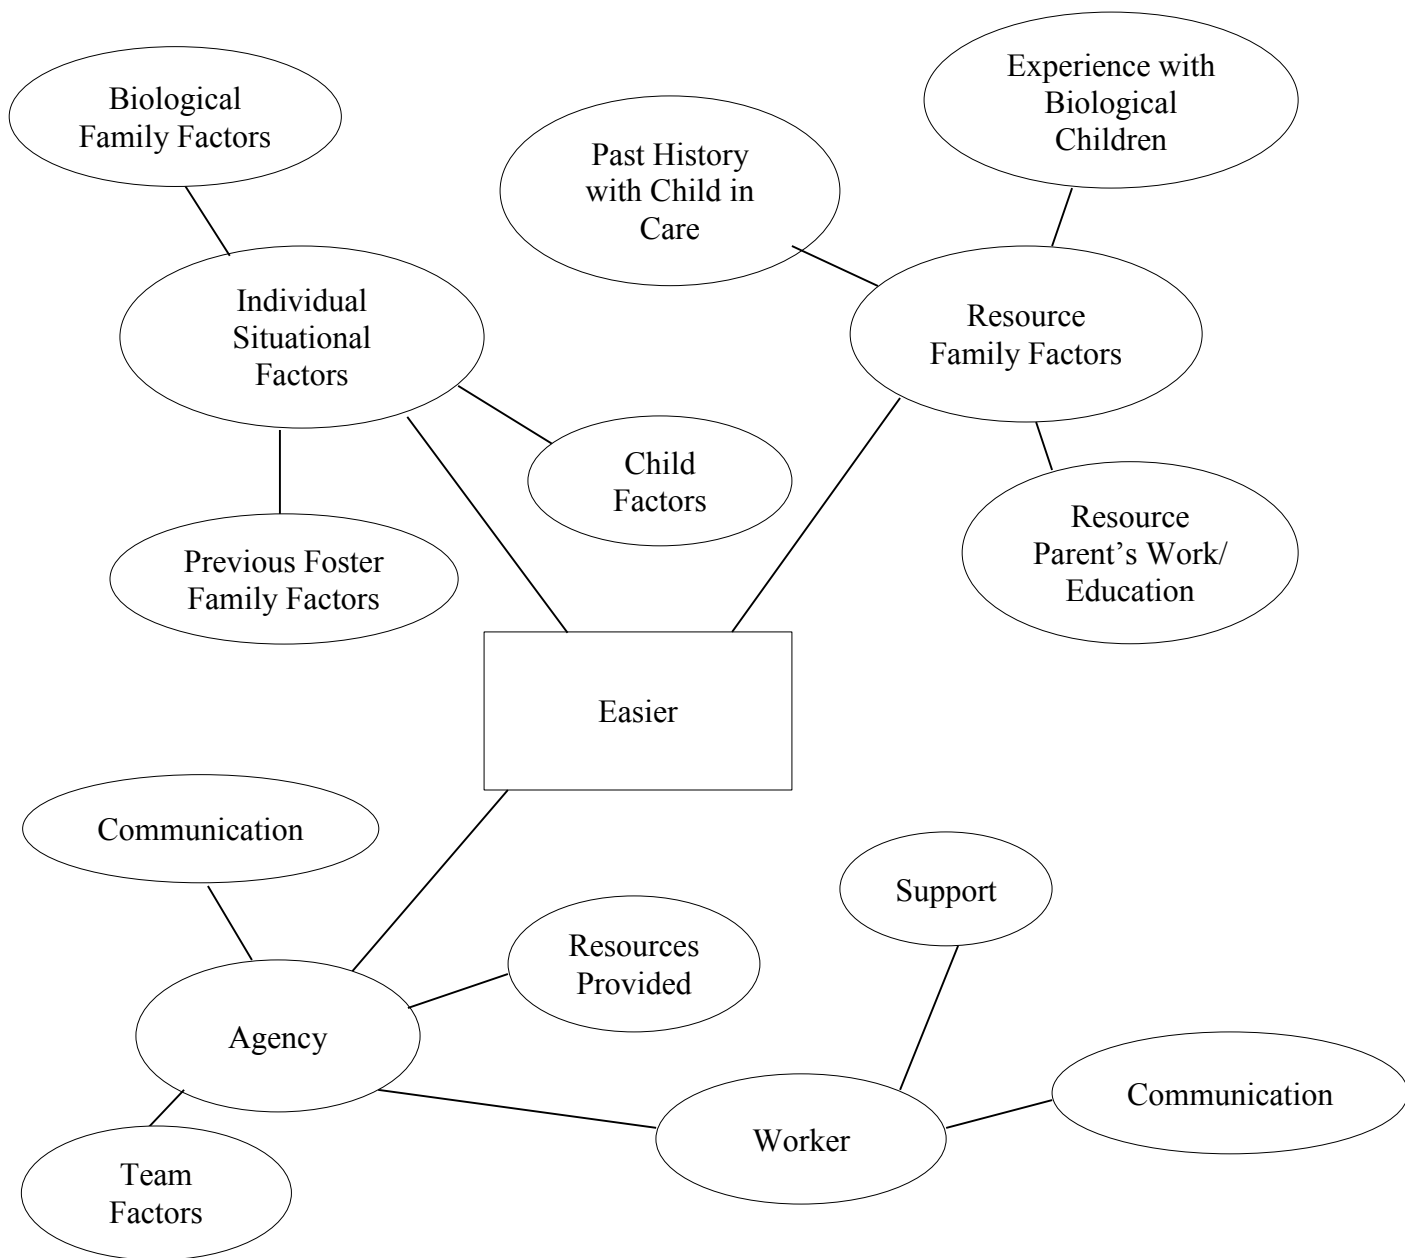 Biological
Family Factors
Experience with
Biological
Children
Past History
with Child in
Care
Individual
Situational
Factors
Resource
Family Factors
Child
Factors
Previous Foster
Family Factors
Resource
Parent’s Work/
Education
Easier
Communication
Support
Resources
Provided
Agency
Communication
Worker
Team
Factors